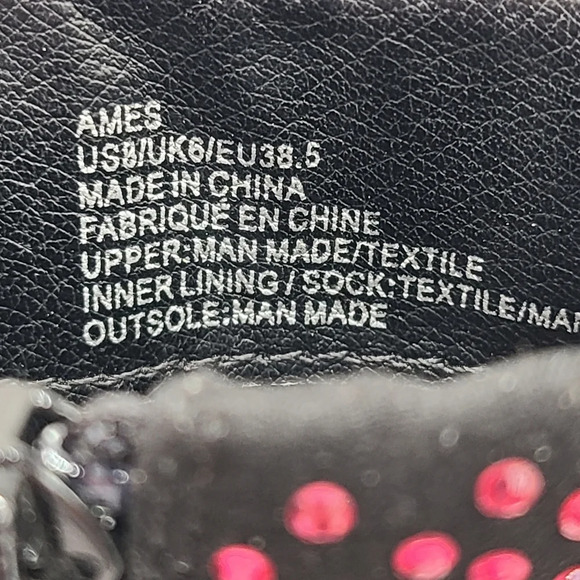 AMES
US8/UK6/EU38.5
MADE IN CHINA
FABRIQUÉ EN CHINE
UPPER:MAN MADE/TEXTILE
INNER LINING / SOCK:TEXTILE/MAN
OUTSOLE:MAN MADE